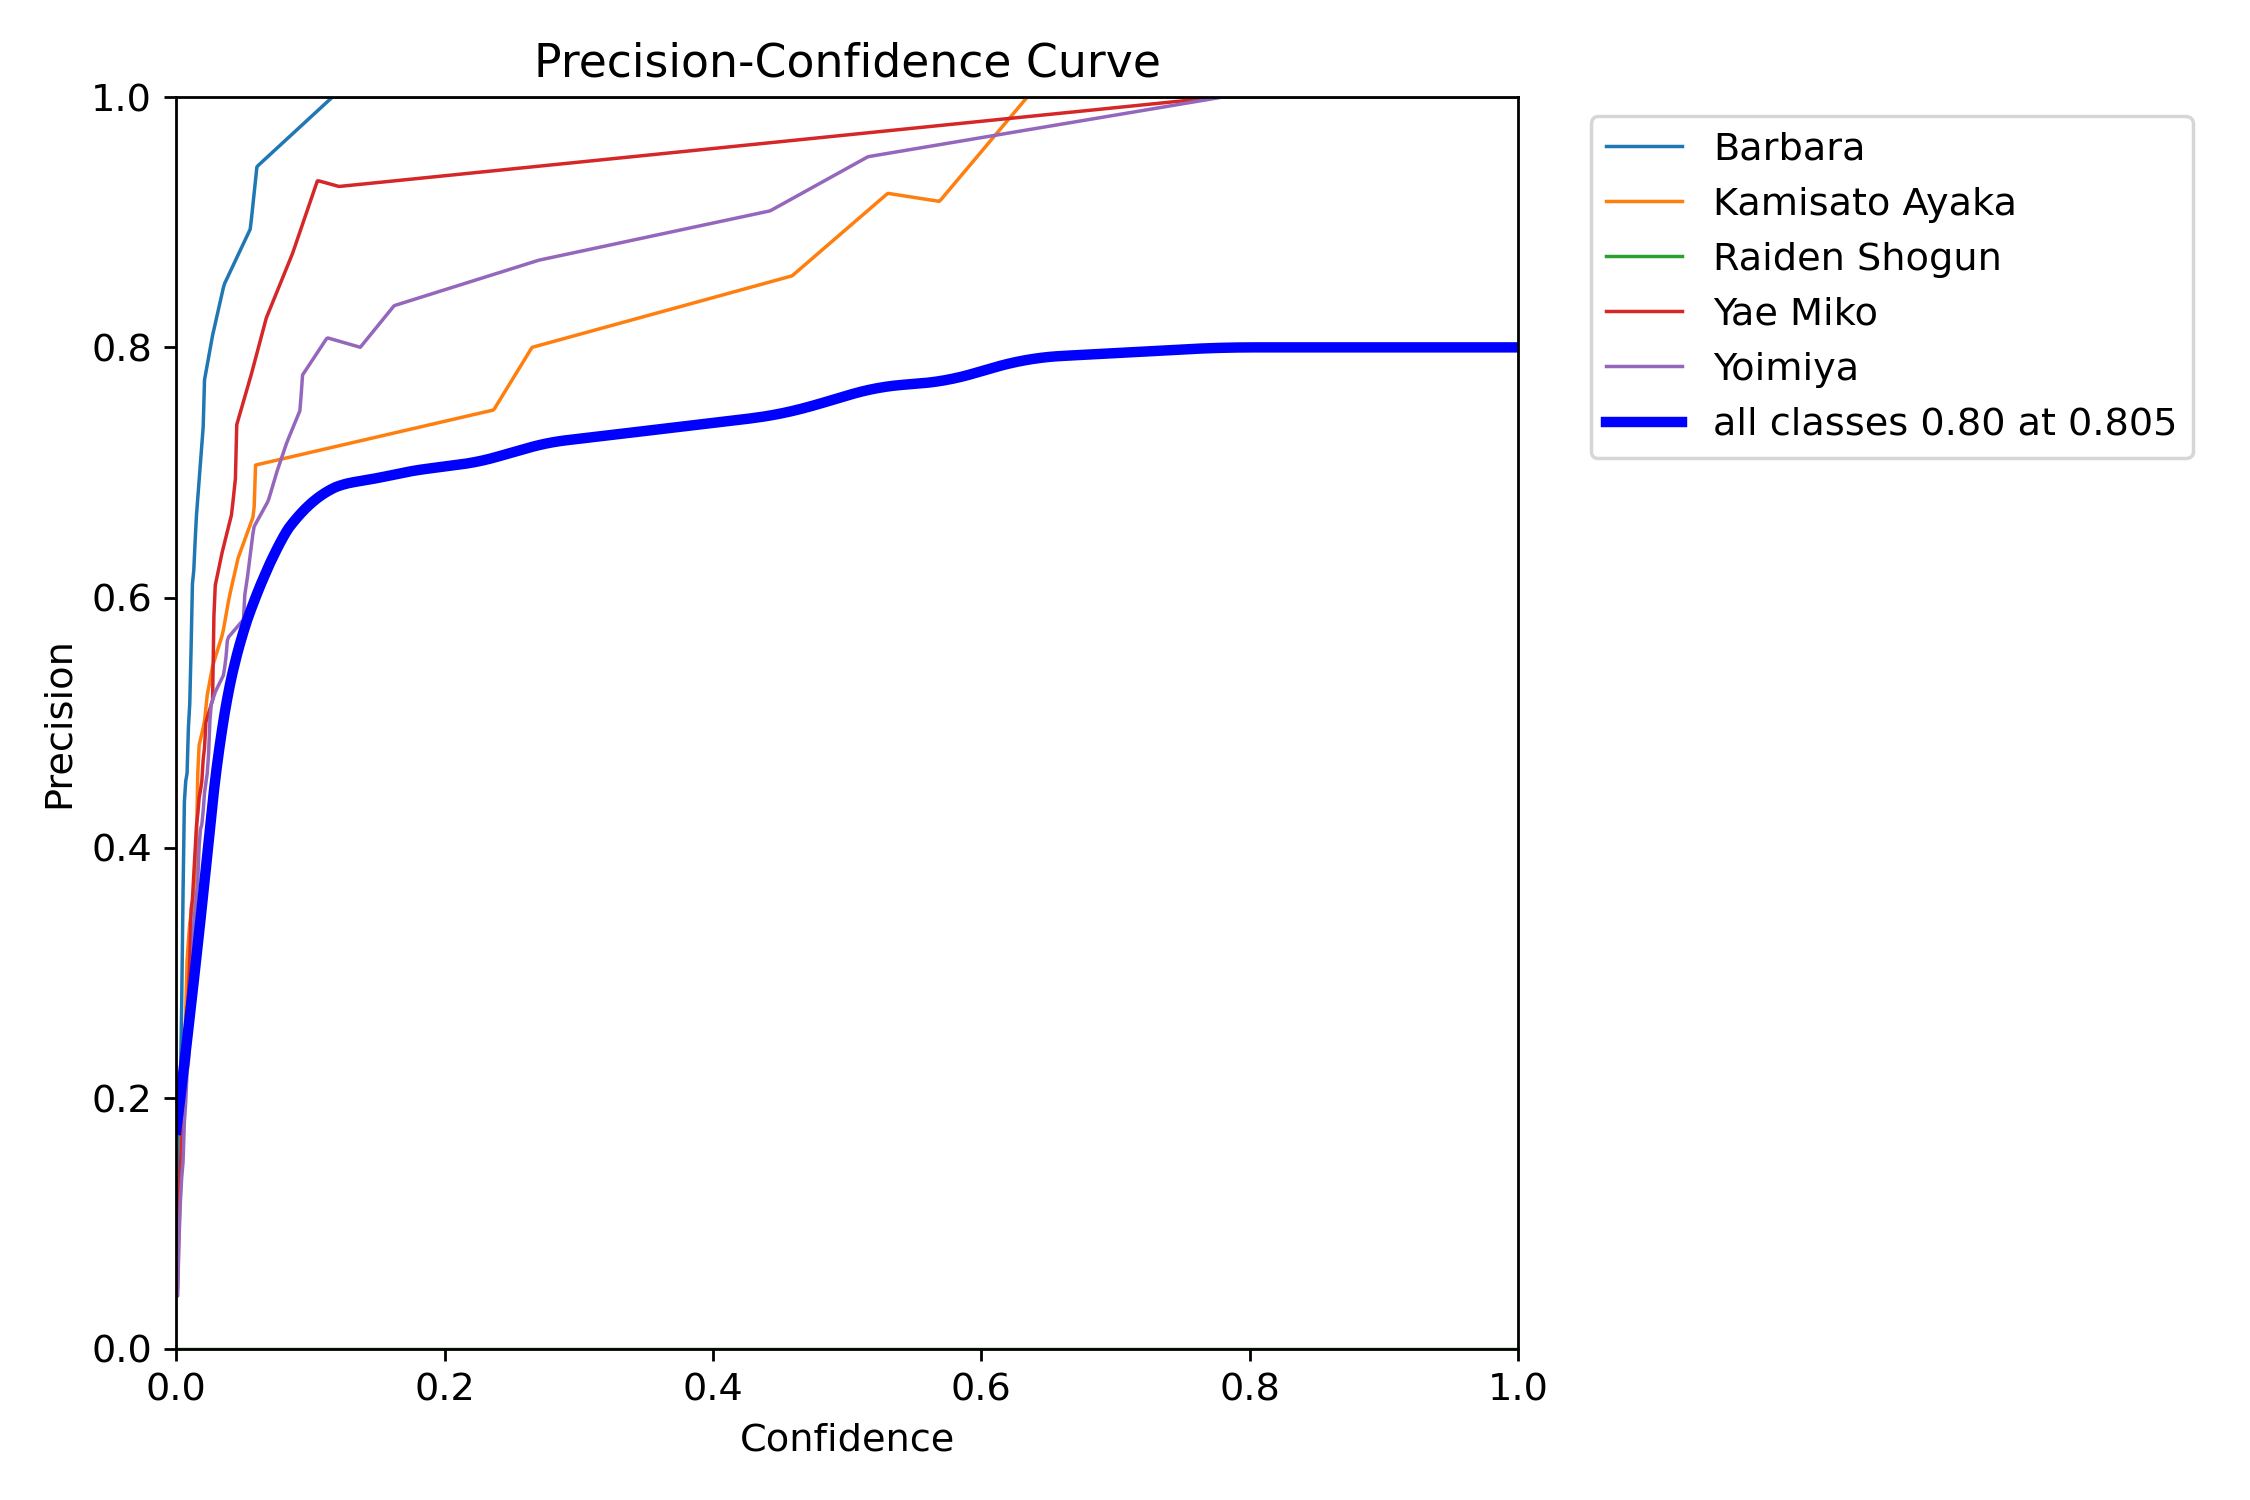 Precision-Confidence Curve
1.0
0.8
0.6
0.4
0.2
0.0
Precision
0.0 0.2 0.4 0.6 0.8 1.0
Confidence
Barbara
Kamisato Ayaka
Raiden Shogun
Yae Miko
Yoimiya
all classes 0.80 at 0.805